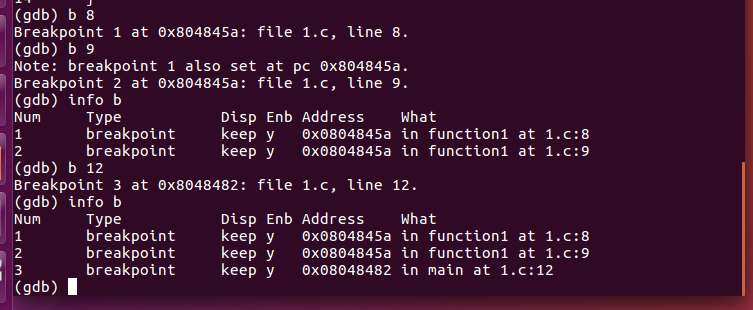 (gdb) b 8
Breakpoint 1 at 0x804845a: file 1.c, line 8.
(gdb) b 9
Note: breakpoint 1 also set at pc 0x804845a.
Breakpoint 2 at 0x804845a: file 1.c, line 9.
(gdb) info b
Num     Type           Disp Enb Address    What
1       breakpoint     keep y   0x0804845a in function1 at 1.c:8
2       breakpoint     keep y   0x0804845a in function1 at 1.c:9
(gdb) b 12
Breakpoint 3 at 0x8048482: file 1.c, line 12.
(gdb) info b
Num     Type           Disp Enb Address    What
1       breakpoint     keep y   0x0804845a in function1 at 1.c:8
2       breakpoint     keep y   0x0804845a in function1 at 1.c:9
3       breakpoint     keep y   0x08048482 in main at 1.c:12
(gdb)